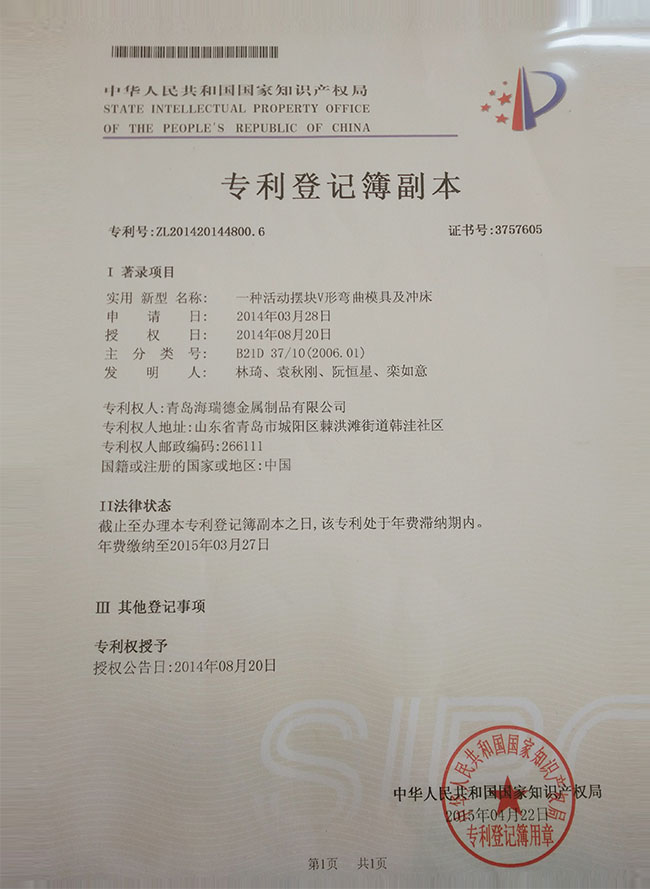 中华人民共和国国家知识产权局
STATE INTELLECTUAL PROPERTY OFFICE
OF THE PEOPLE'S REPUBLIC OF CHINA
专利登记簿副本
专利号:ZL201420144800.6 证书号:3757605
I 著录项目
实用新型名称: 一种活动摆块V形弯曲模具及冲床
申请日: 2014年03月28日
授权日: 2014年08月20日
主分类号: B21D 37/10(2006.01)
发明人: 林琦、袁秋刚、阮恒星、栾如意
专利权人:青岛海瑞德金属制品有限公司
专利权人地址:山东省青岛市城阳区棘洪滩街道韩洼社区
专利权人邮政编码:266111
国籍或注册的国家或地区:中国
II法律状态
截止至办理本专利登记簿副本之日,该专利处于年费滞纳期内。
年费缴纳至2015年03月27日
III 其他登记事项
专利权授予
授权公告日:2014年08月20日
SIPO
中华人民共和国国家知识产权局
中华人民共和国国家知识产权局
2015年04月22日
专利登记簿用章
第1页 共1页